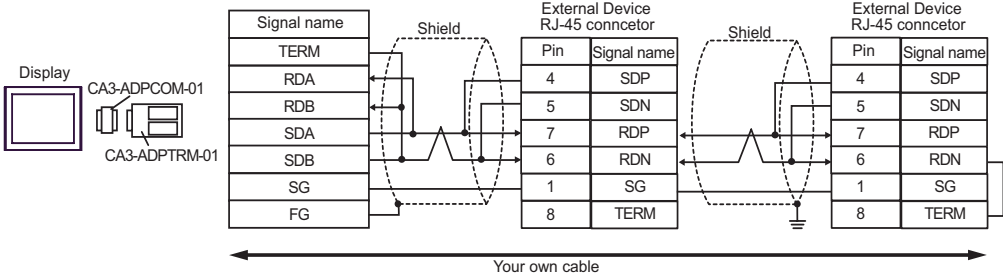 Display
CA3-ADPCOM-01
CA3-ADPTRM-01
Signal name
TERM
RDA
RDB
SDA
SDB
SG
FG
Shield
External Device
RJ-45 conncetor
Pin Signal name
4 SDP
5 SDN
7 RDP
6 RDN
1 SG
8 TERM
Shield
External Device
RJ-45 conncetor
Pin Signal name
4 SDP
5 SDN
7 RDP
6 RDN
1 SG
8 TERM
Your own cable